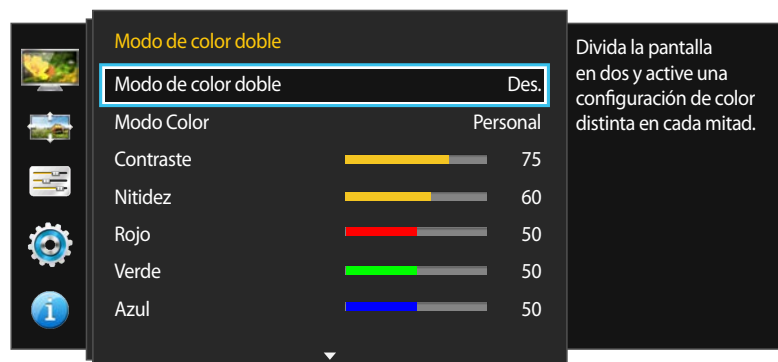 Modo de color doble
Modo de color doble Des.
Modo Color Personal
Contraste 75
Nitidez 60
Rojo 50
Verde 50
Azul 50
Divida la pantalla
en dos y active una
configuración de color
distinta en cada mitad.